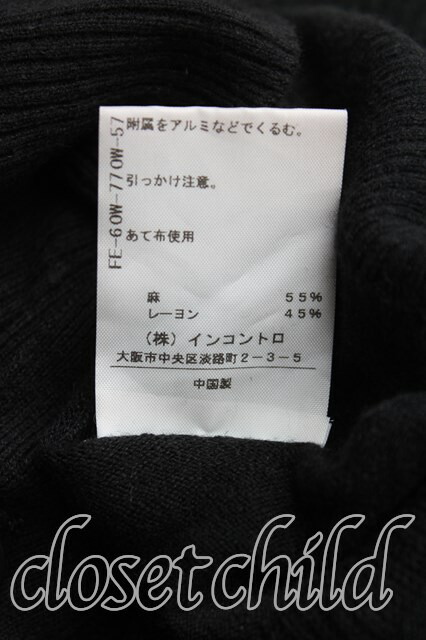 附属をアルミなどでくるむ。
引っかけ注意。
あて布使用
FE-60W-770W-57
麻 55%
レーヨン 45%
(株)インコントロ
大阪市中央区淡路町2-3-5
中国製
closet child